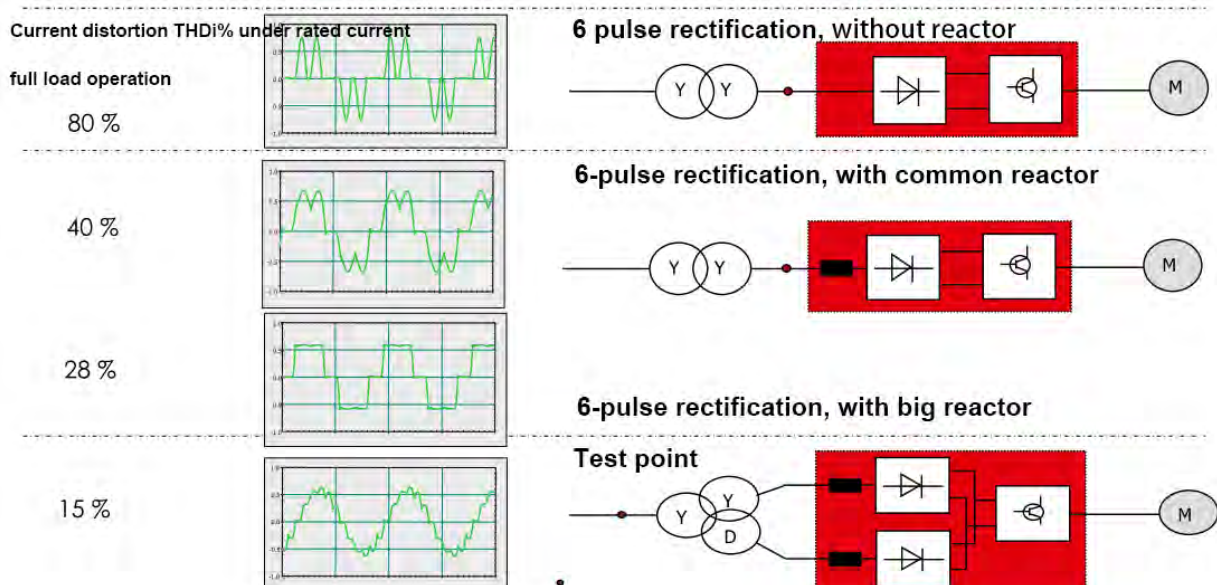 Current distortion THDi% under rated current
full load operation
6 pulse rectification, without reactor
80 %
Y Y M
6-pulse rectification, with common reactor
40 %
Y Y M
28 %
6-pulse rectification, with big reactor
Test point
15 %
Y Y D M